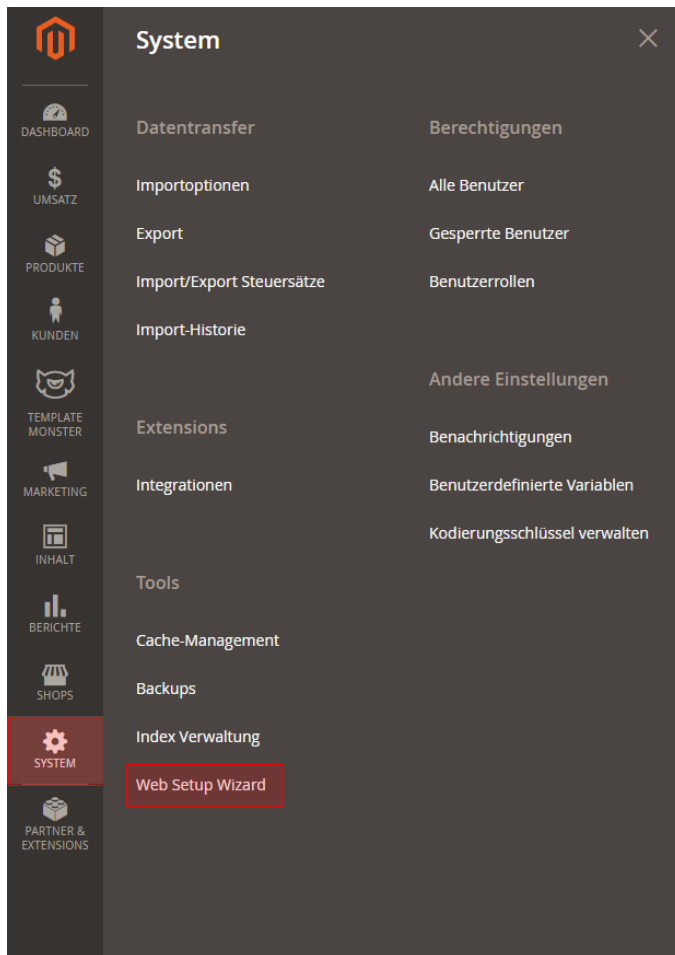 System
DASHBOARD
UMSATZ
PRODUKTE
KUNDEN
TEMPLATE
MONSTER
MARKETING
INHALT
BERICHTE
SHOPS
SYSTEM
PARTNER &
EXTENSIONS
Datentransfer
Importoptionen
Export
Import/Export Steuersätze
Import-Historie
Extensions
Integrationen
Tools
Cache-Management
Backups
Index Verwaltung
Web Setup Wizard
Berechtigungen
Alle Benutzer
Gesperrte Benutzer
Benutzerrollen
Andere Einstellungen
Benachrichtigungen
Benutzerdefinierte Variablen
Kodierungsschlüssel verwalten